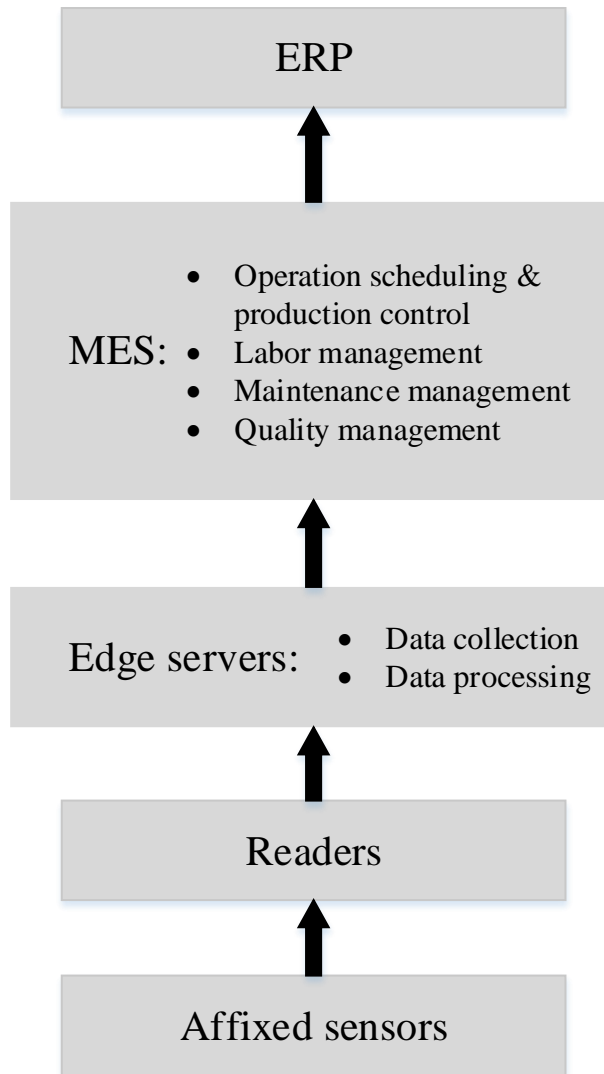 ERP
MES:
• Operation scheduling &
production control
• Labor management
• Maintenance management
• Quality management
Edge servers:
• Data collection
• Data processing
Readers
Affixed sensors